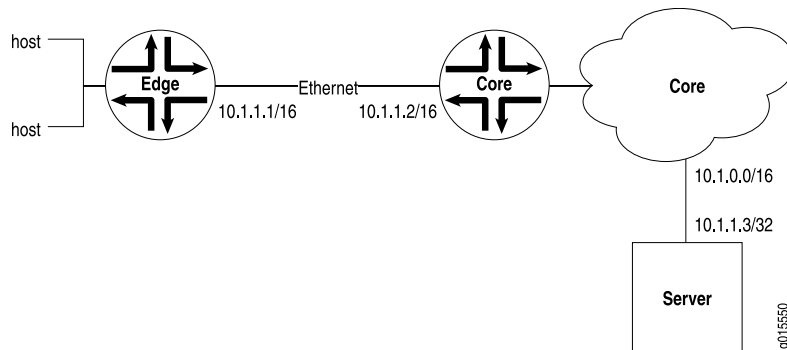 host
Edge
Ethernet
Core
Core
10.1.1.1/16
10.1.1.2/16
host
10.1.0.0/16
10.1.1.3/32
Server
g015550